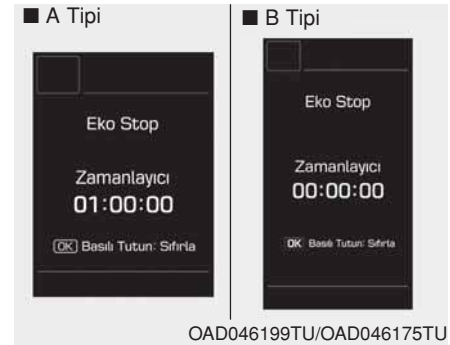 ■ A Tipi
Eko Stop
Zamanlayıcı
01:00:00
OK Basılı Tutun: Sıfırla
■ B Tipi
Eko Stop
Zamanlayıcı
00:00:00
OK Basılı Tutun: Sıfırla
OAD046199TU/OAD046175TU